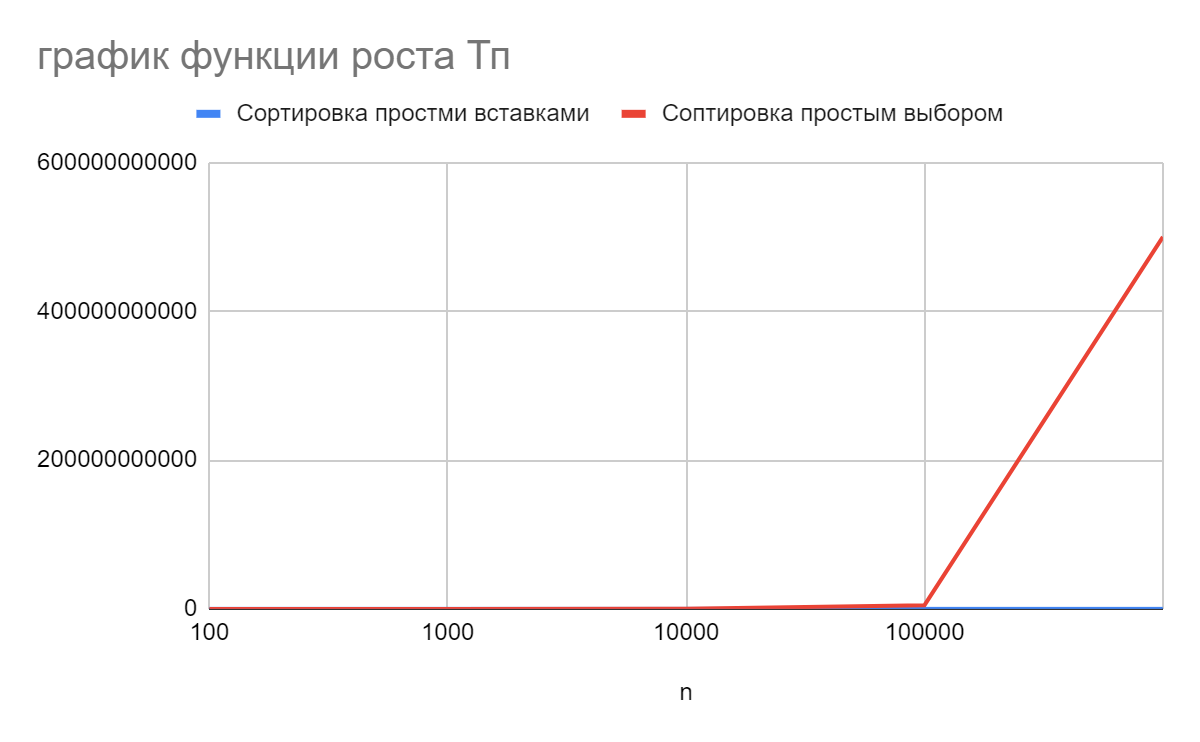 график функции роста Тп
Сортировка простми вставками
Соптировка простым выбором
600000000000
400000000000
200000000000
0
100
1000
10000
100000
n